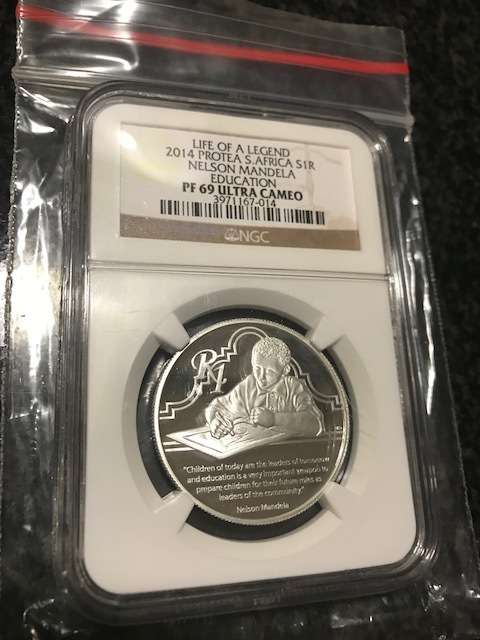 LIFE OF A LEGEND
2014 PROTEA S.AFRICA S1R
NELSON MANDELA
EDUCATION
PF 69 ULTRA CAMEO
3971167-014
NGC
R1
"Children of today are the leaders of tomorrow
and education is a very important weapon to
prepare children for their future roles as
leaders of the community"
Nelson Mandela